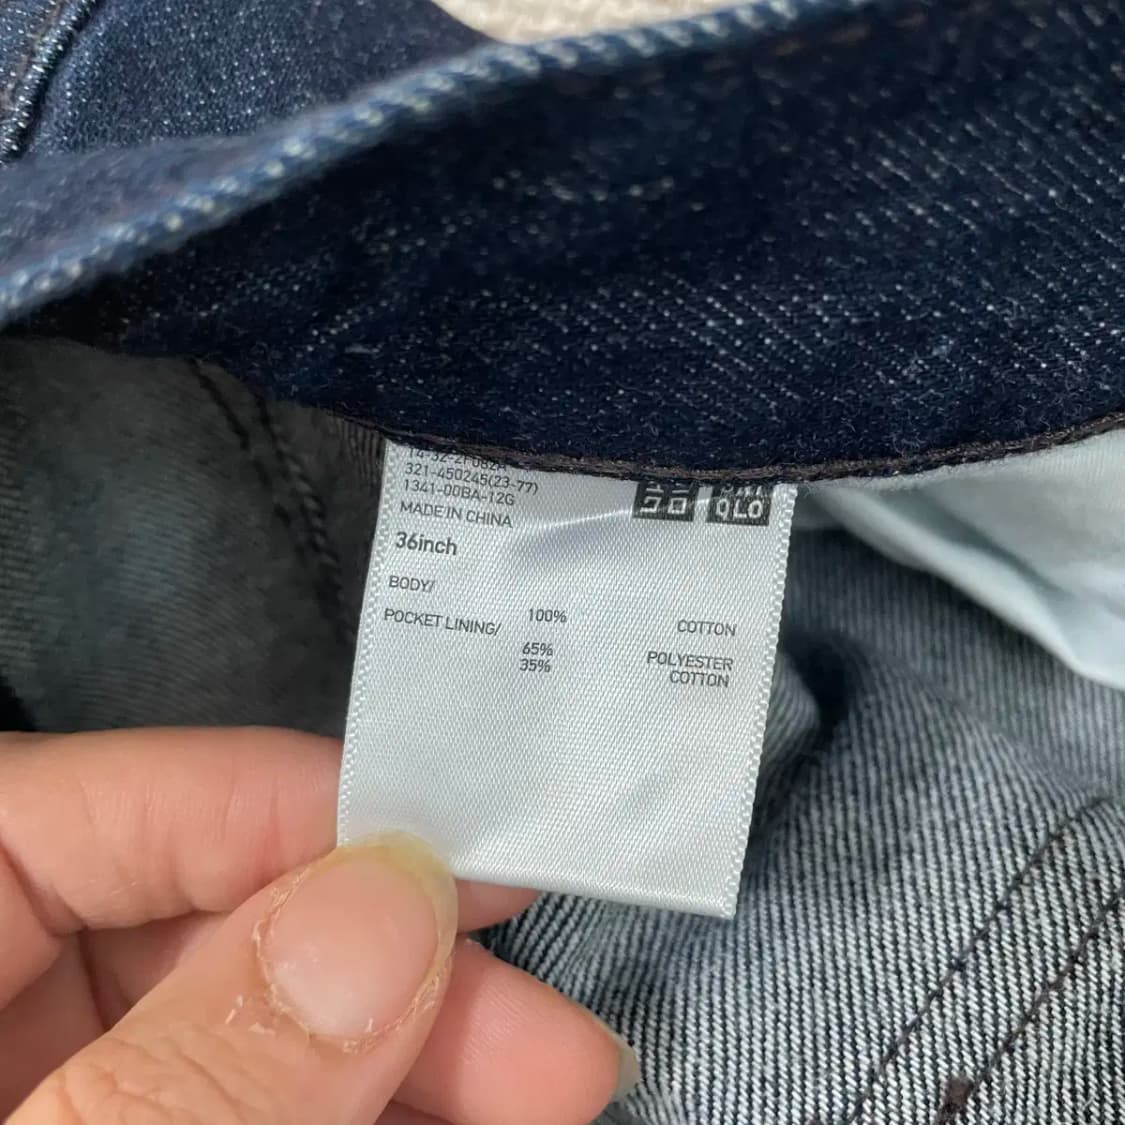 321-450245(23-77)
1341-00BA-12G
MADE IN CHINA
QLO
36inch
BODY/
100% COTTON
POCKET LINING/
65% POLYESTER
35% COTTON